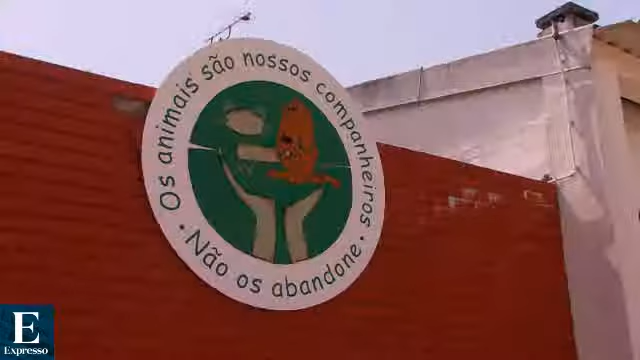 Os animais são nossos companheiros
· Não os abandone ·
E
Expresso